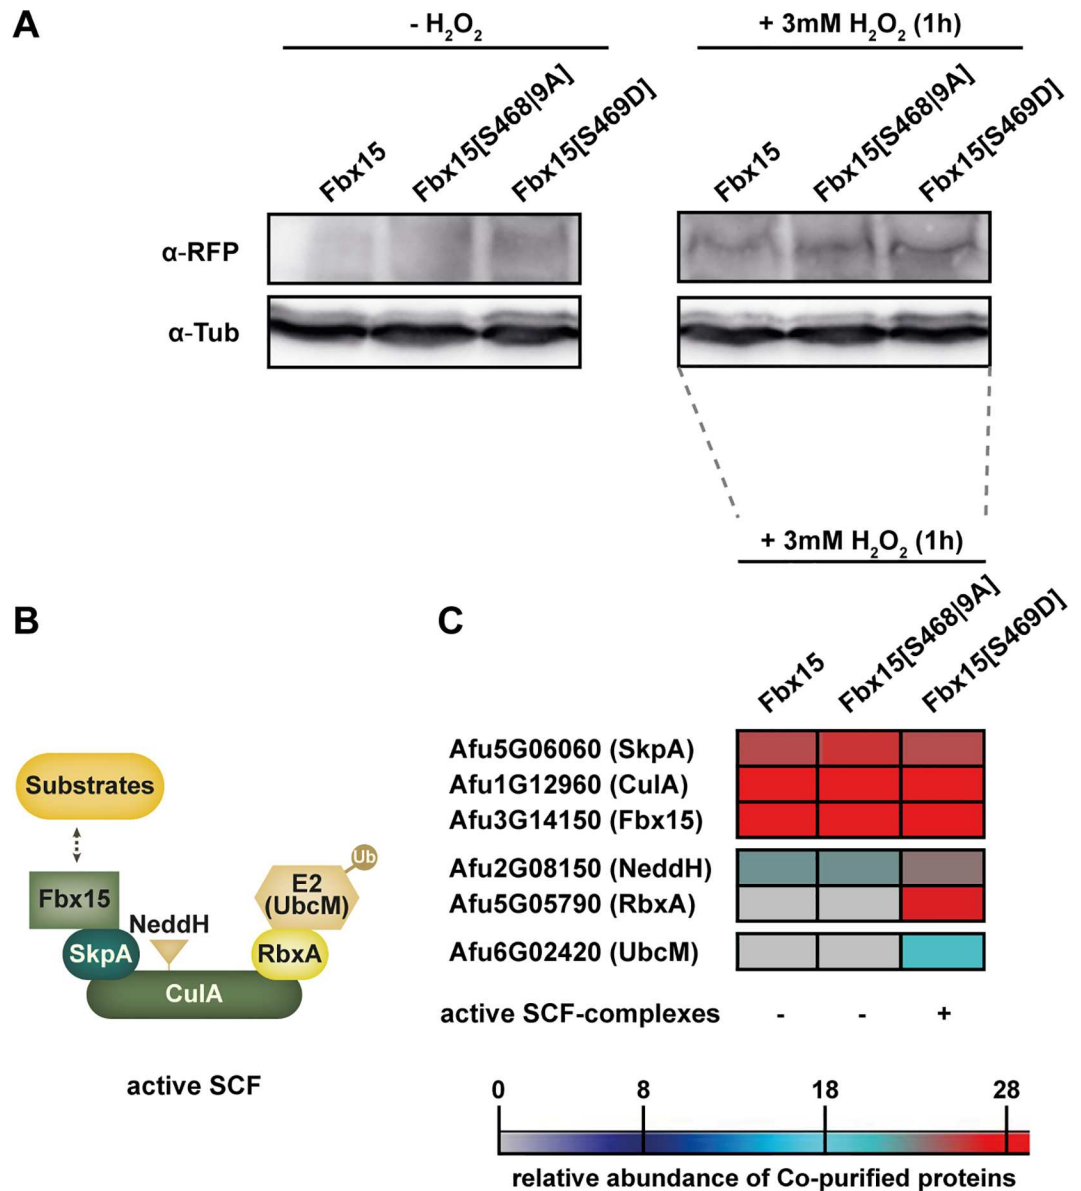 A
- H₂O₂
+ 3mM H₂O₂ (1h)
Fbx15
Fbx15[S468|9A]
Fbx15[S469D]
Fbx15
Fbx15[S468|9A]
Fbx15[S469D]
α-RFP
α-Tub
+ 3mM H₂O₂ (1h)
B
Substrates
Fbx15
SkpA
NeddH
CulA
E2
(UbcM)
Ub
RbxA
active SCF
C
Fbx15
Fbx15[S468|9A]
Fbx15[S469D]
Afu5G06060 (SkpA)
Afu1G12960 (CulA)
Afu3G14150 (Fbx15)
Afu2G08150 (NeddH)
Afu5G05790 (RbxA)
Afu6G02420 (UbcM)
active SCF-complexes - - +
0 8 18 28
relative abundance of Co-purified proteins